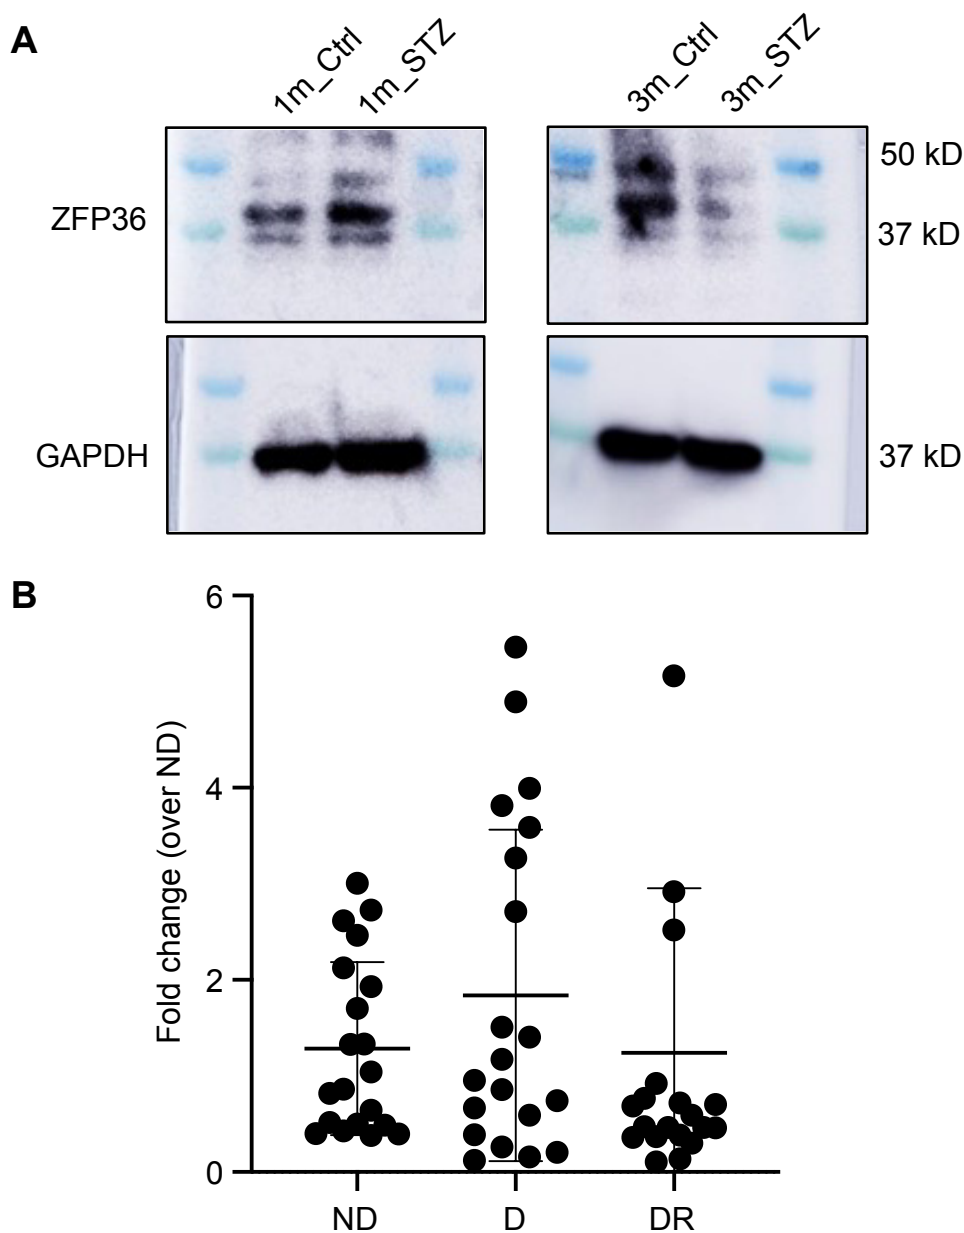 A
1m_Ctrl
1m_STZ
3m_Ctrl
3m_STZ
ZFP36
50 kD
37 kD
GAPDH
37 kD
B
Fold change (over ND)
6
4
2
0
ND
D
DR